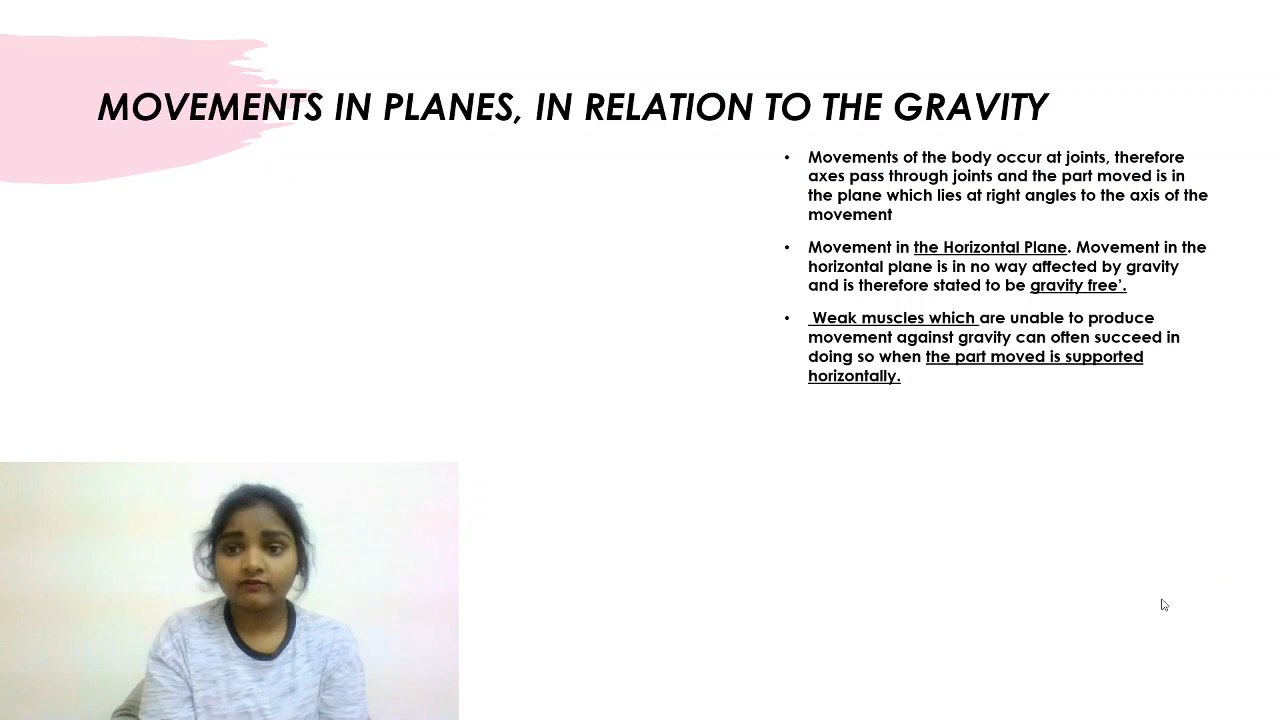 MOVEMENTS IN PLANES, IN RELATION TO THE GRAVITY
• Movements of the body occur at joints, therefore
axes pass through joints and the part moved is in
the plane which lies at right angles to the axis of the
movement
• Movement in the Horizontal Plane. Movement in the
horizontal plane is in no way affected by gravity
and is therefore stated to be gravity free'.
• Weak muscles which are unable to produce
movement against gravity can often succeed in
doing so when the part moved is supported
horizontally.